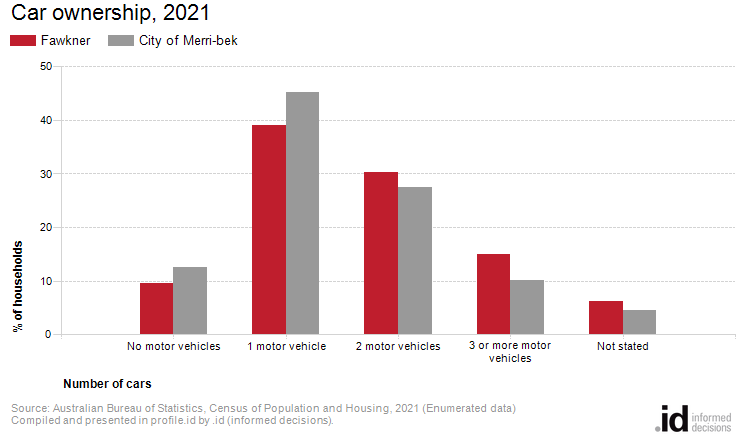 Car ownership, 2021
Fawkner City of Merri-bek
50
40
30
20
10
0
% of households
No motor vehicles 1 motor vehicle 2 motor vehicles 3 or more motor vehicles Not stated
Number of cars
Source: Australian Bureau of Statistics, Census of Population and Housing, 2021 (Enumerated data)
Compiled and presented in profile.id by .id (informed decisions).
.id informed
decisions